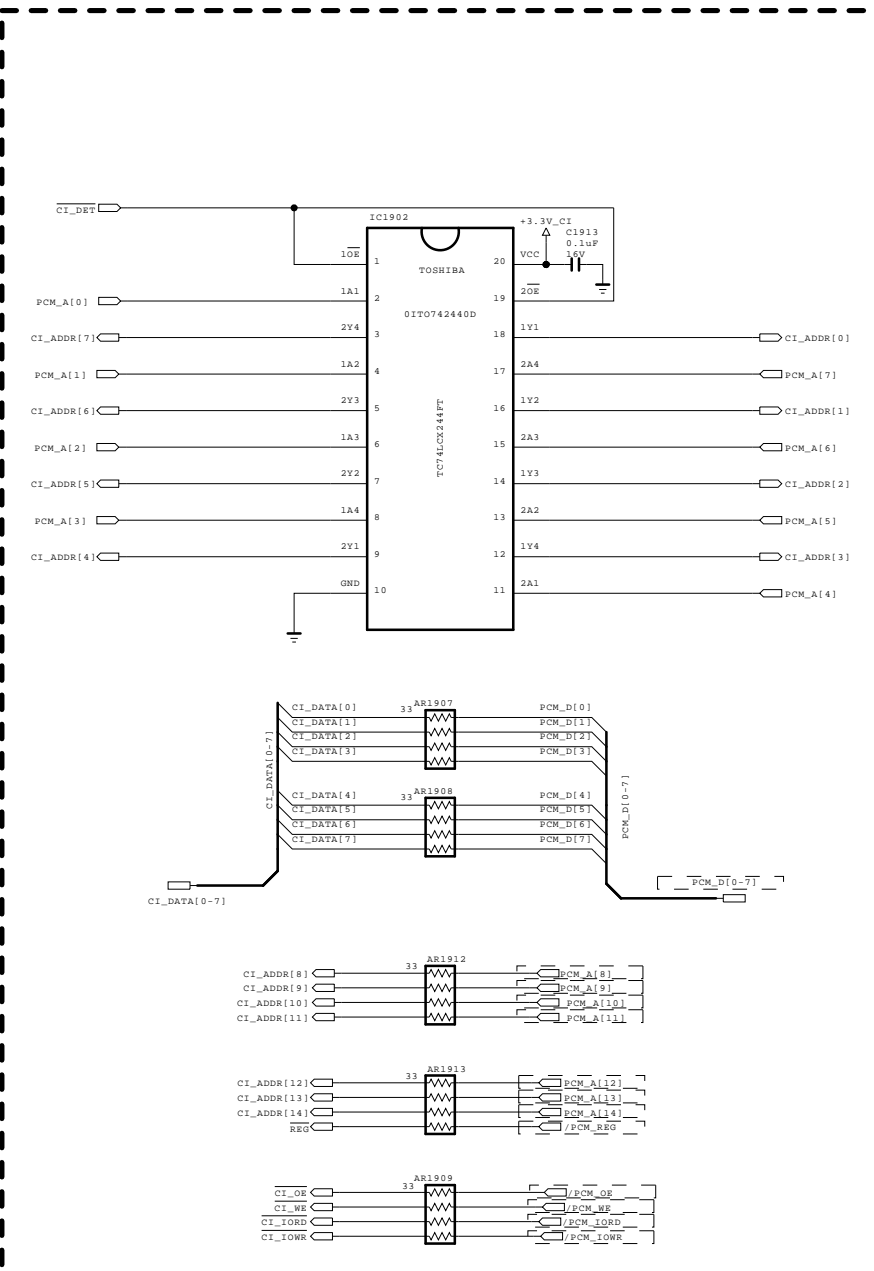 CI_DET
IC1902
+3.3V_CI
C1913
0.1uF
16V
1OE 1
20 VCC
TOSHIBA
PCM_A[0] 1A1 2
19 2OE
0ITO742440D
CI_ADDR[7] 2Y4 3
18 1Y1 CI_ADDR[0]
PCM_A[1] 1A2 4
17 2A4 PCM_A[7]
CI_ADDR[6] 2Y3 5
16 1Y2 CI_ADDR[1]
TC74LCX244FT
PCM_A[2] 1A3 6
15 2A3 PCM_A[6]
CI_ADDR[5] 2Y2 7
14 1Y3 CI_ADDR[2]
PCM_A[3] 1A4 8
13 2A2 PCM_A[5]
CI_ADDR[4] 2Y1 9
12 1Y4 CI_ADDR[3]
GND 10
11 2A1 PCM_A[4]
AR1907
33
CI_DATA[0] PCM_D[0]
CI_DATA[1] PCM_D[1]
CI_DATA[2] PCM_D[2]
CI_DATA[3] PCM_D[3]
CI_DATA[0-7]
PCM_D[0-7]
AR1908
33
CI_DATA[4] PCM_D[4]
CI_DATA[5] PCM_D[5]
CI_DATA[6] PCM_D[6]
CI_DATA[7] PCM_D[7]
PCM_D[0-7]
CI_DATA[0-7]
AR1912
33
CI_ADDR[8] PCM_A[8]
CI_ADDR[9] PCM_A[9]
CI_ADDR[10] PCM_A[10]
CI_ADDR[11] PCM_A[11]
AR1913
33
CI_ADDR[12] PCM_A[12]
CI_ADDR[13] PCM_A[13]
CI_ADDR[14] PCM_A[14]
REG /PCM_REG
AR1909
33
CI_OE /PCM_OE
CI_WE /PCM_WE
CI_IORD /PCM_IORD
CI_IOWR /PCM_IOWR